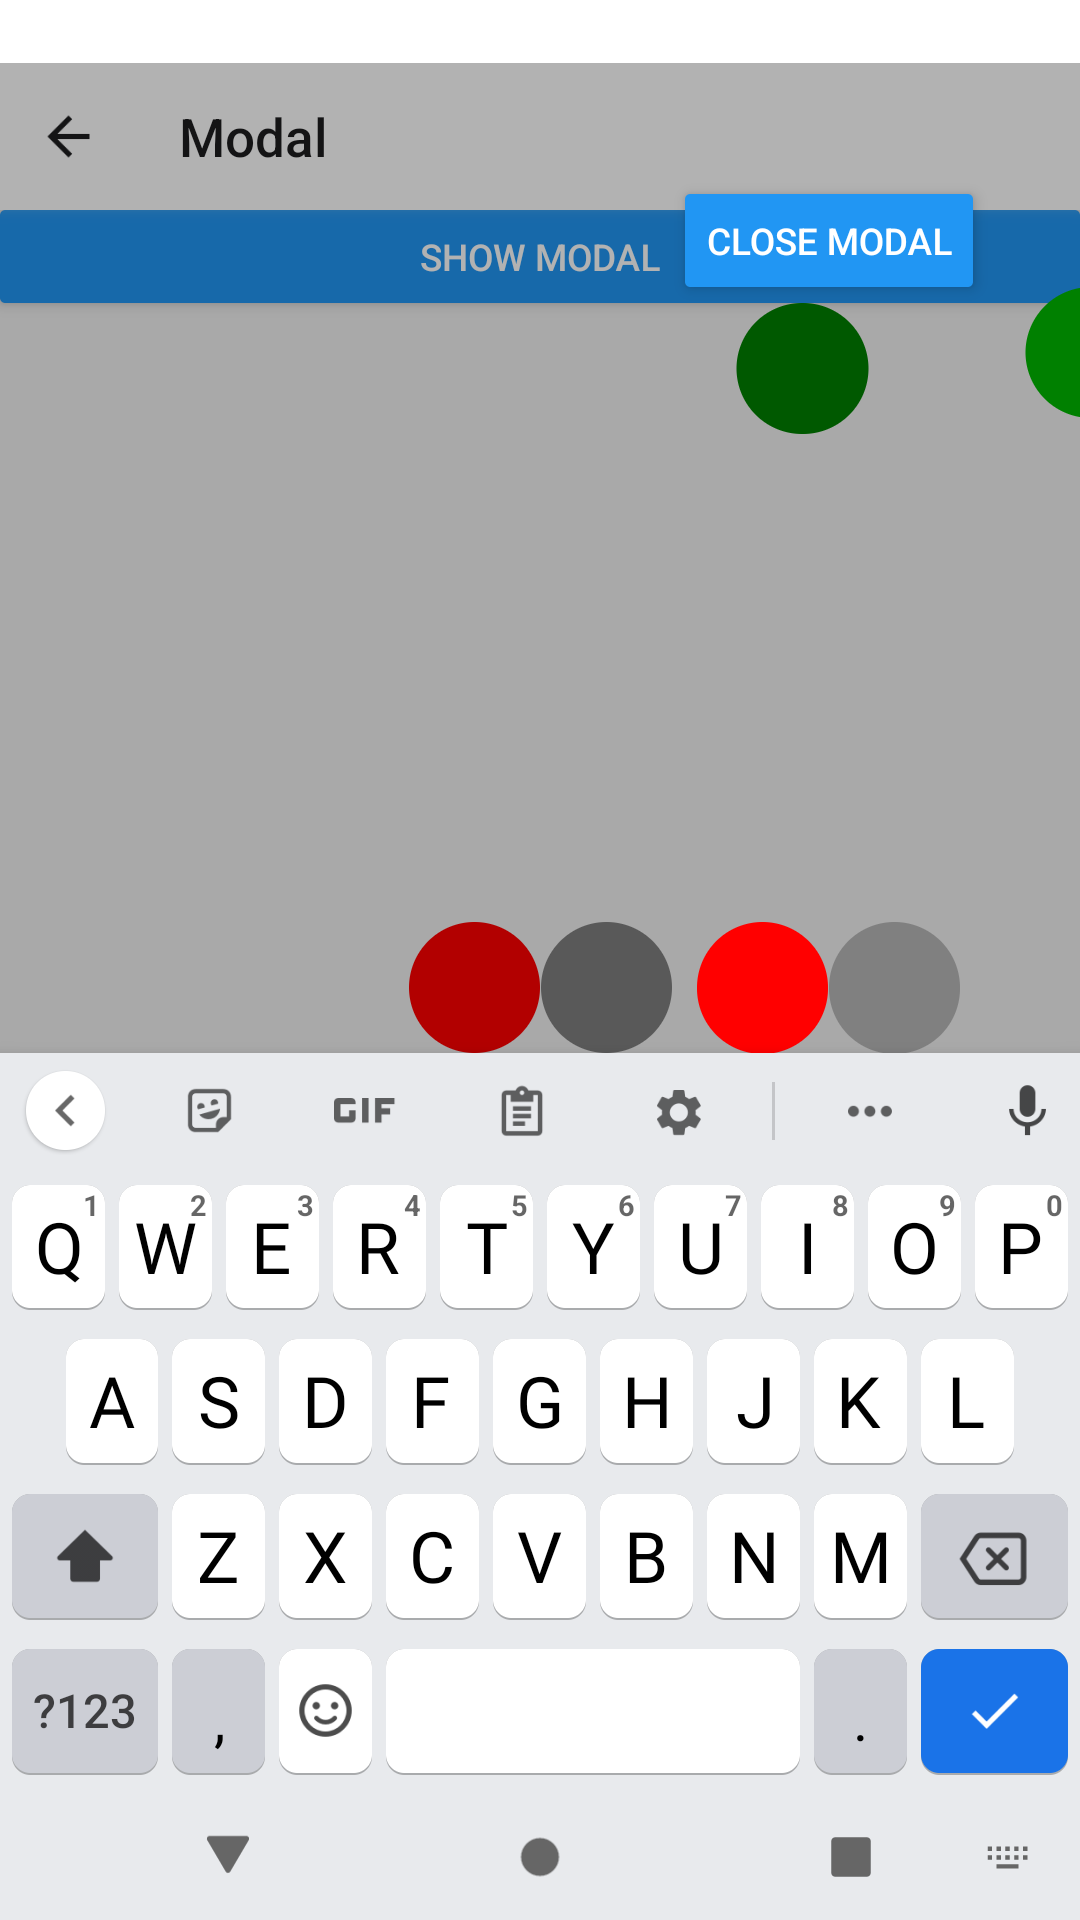 Modal
SHOW MODAL
CLOSE MODAL
GIF
1 2 3 4 5 6 7 8 9 0
Q W E R T Y U I O P
A S D F G H J K L
Z X C V B N M
?123 , .